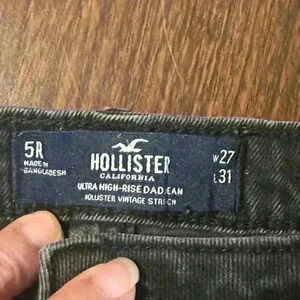 5R
MADE IN
BANGLADESH
HOLLISTER
CALIFORNIA
ULTRA HIGH-RISE DAD JEAN
HOLLISTER VINTAGE STRETCH
W27
L31